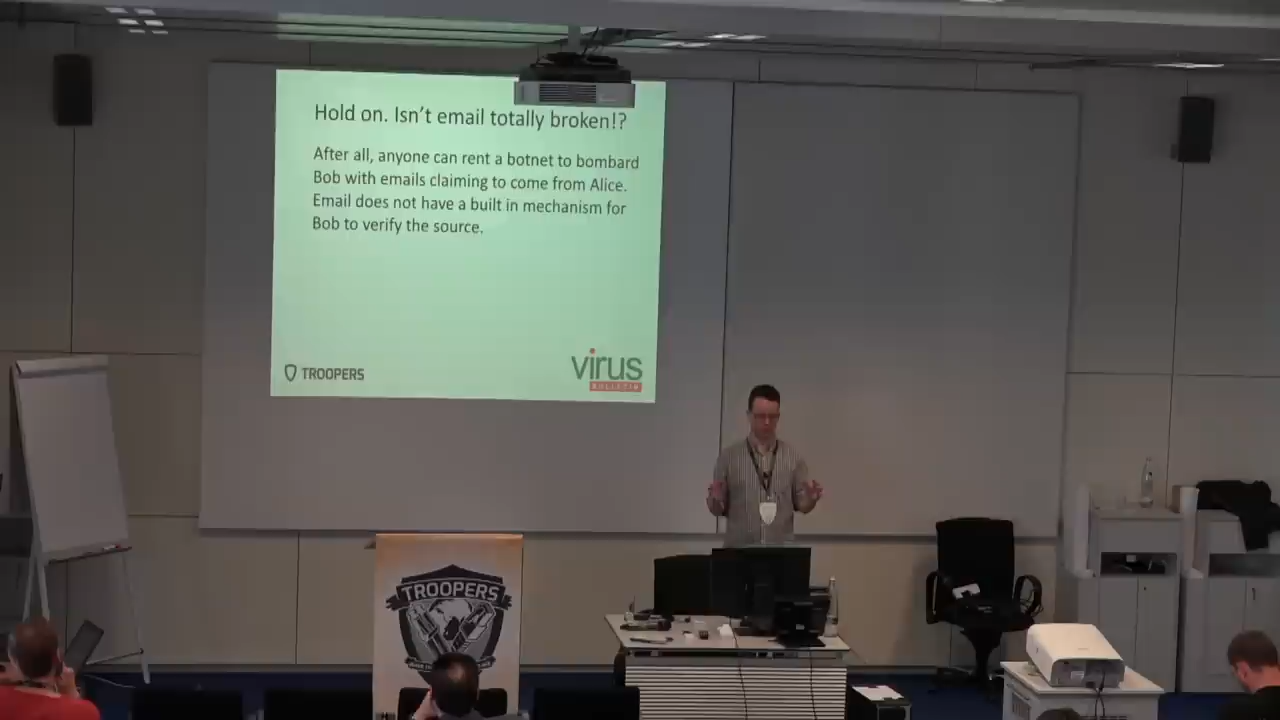 Hold on. Isn't email totally broken!?
After all, anyone can rent a botnet to bombard
Bob with emails claiming to come from Alice.
Email does not have a built in mechanism for
Bob to verify the source.
TROOPERS
virus
BULLETIN
TROOPERS